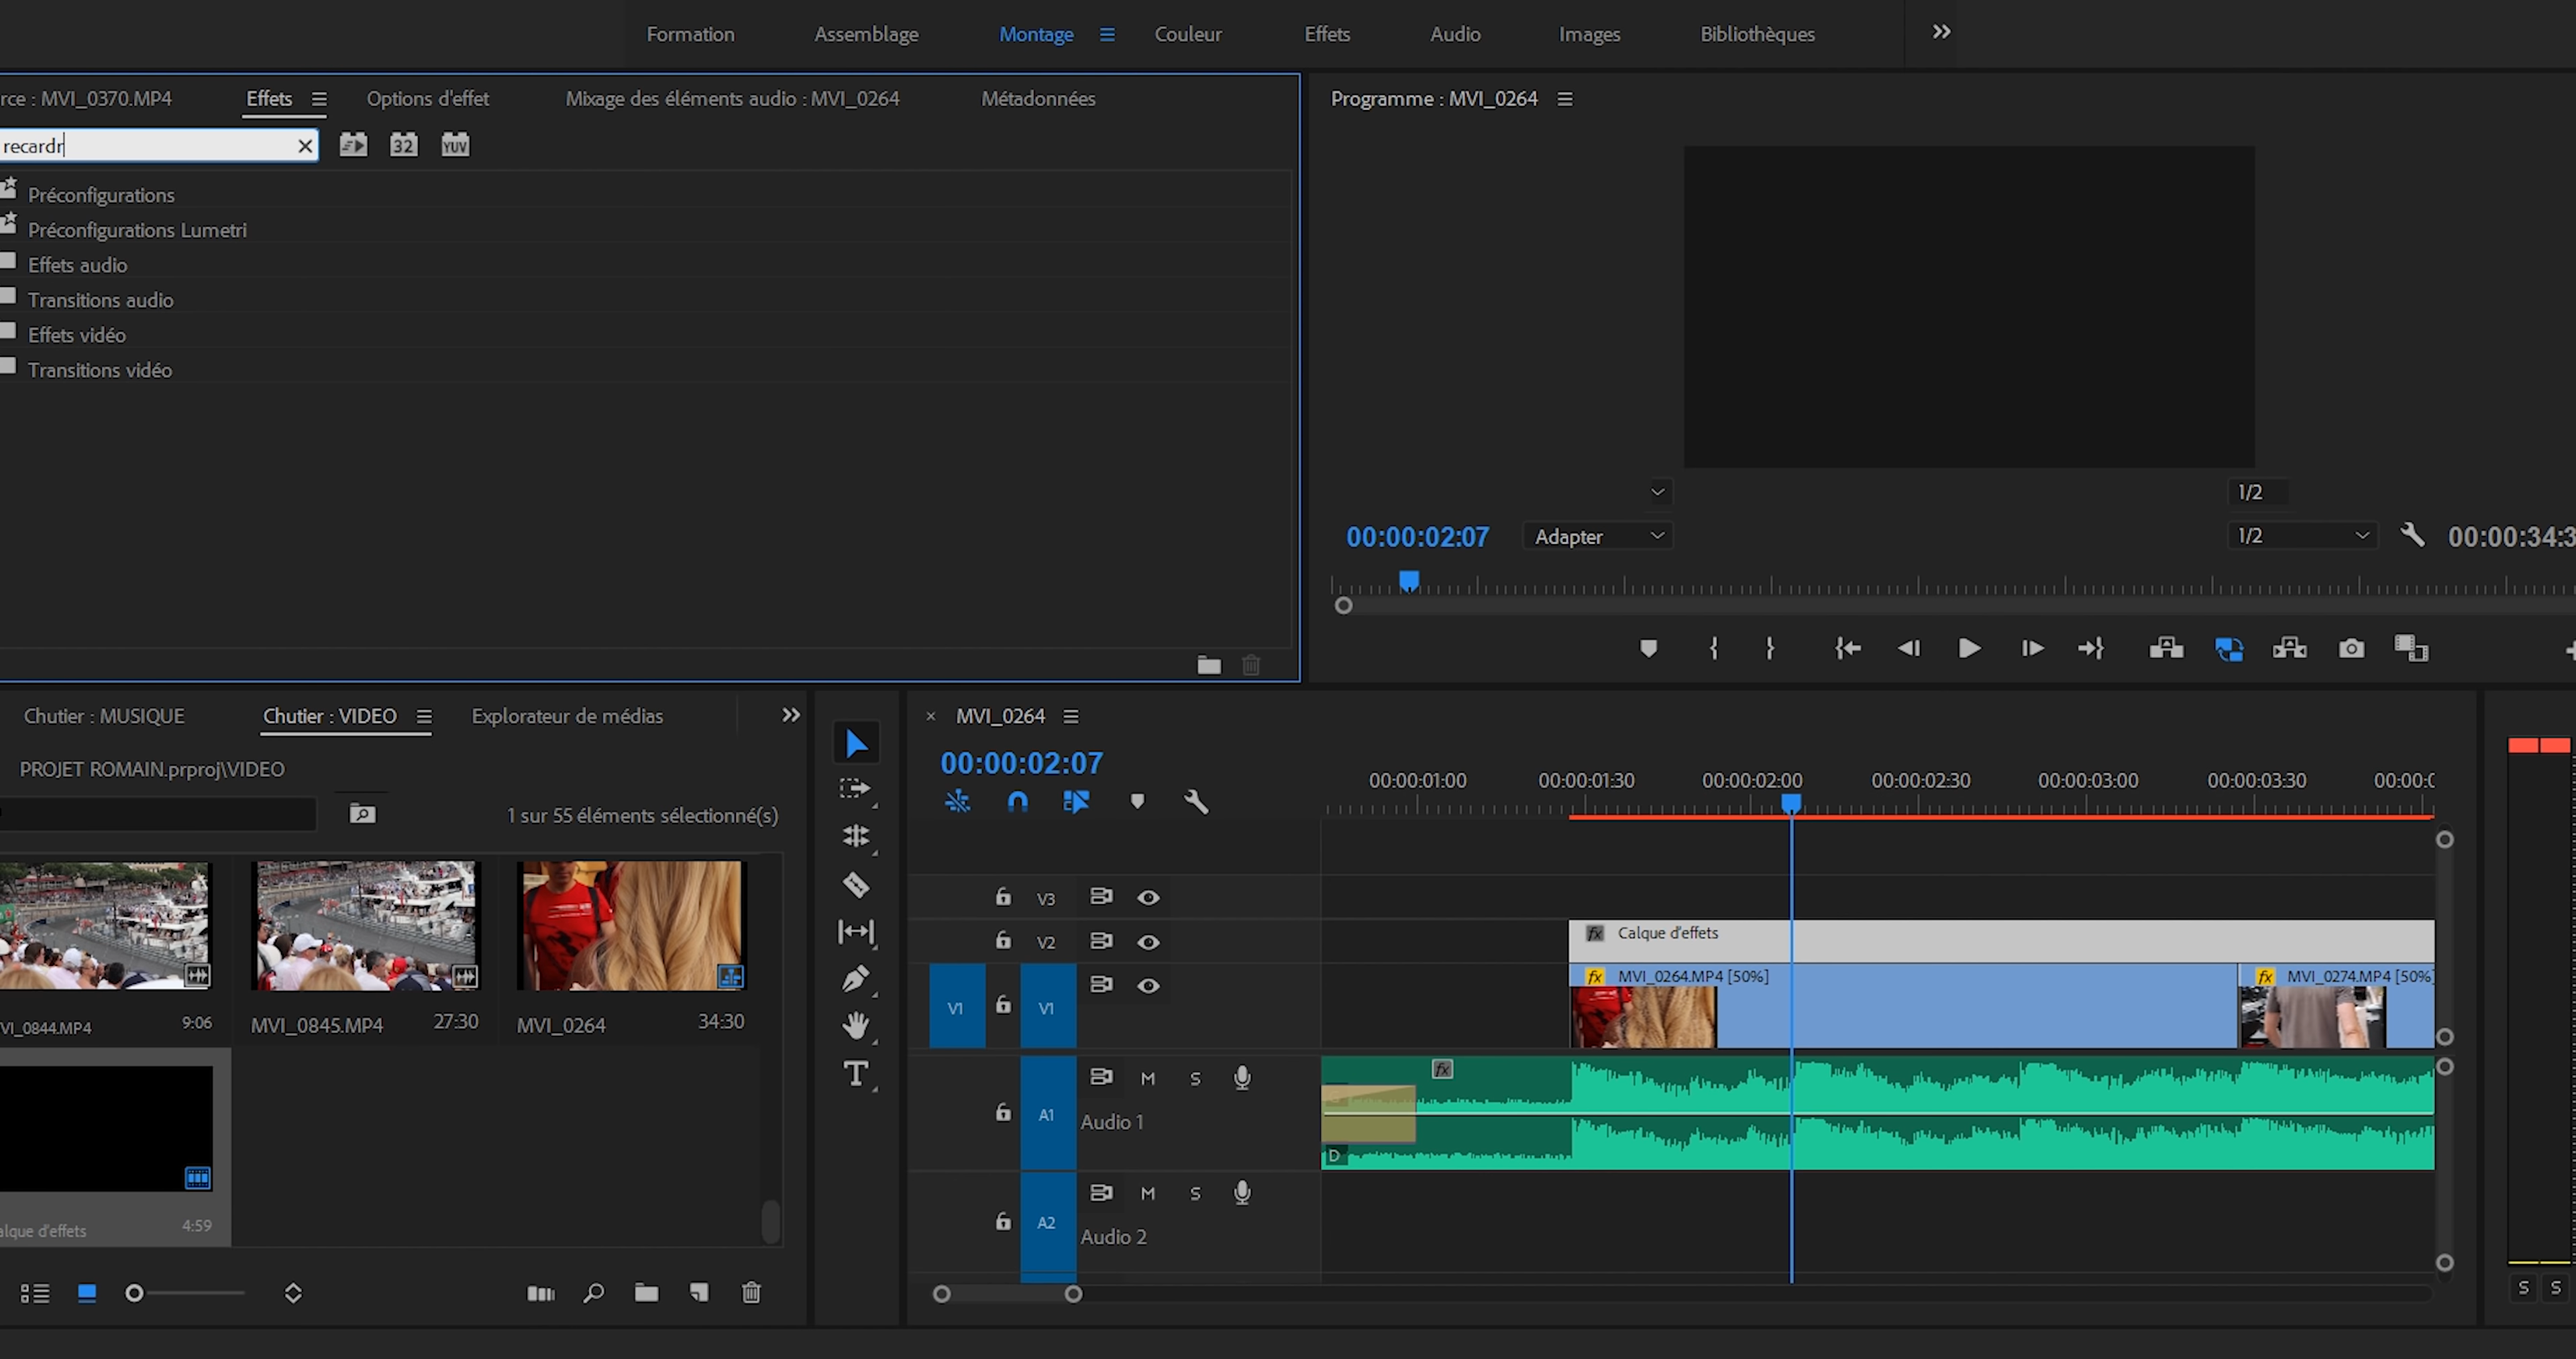 Formation Assemblage Montage Couleur Effets Audio Images Bibliothèques
rce : MVI_0370.MP4 Effets Options d'effet Mixage des éléments audio : MVI_0264 Métadonnées
recardr
32 YUV
Préconfigurations
Préconfigurations Lumetri
Effets audio
Transitions audio
Effets vidéo
Transitions vidéo
Programme : MVI_0264
1/2
00:00:02:07 Adapter 1/2 00:00:34:3
Chutier : MUSIQUE Chutier : VIDEO Explorateur de médias
PROJET ROMAIN.prproj\VIDEO
1 sur 55 éléments sélectionné(s)
VI_0844.MP4 9:06 MVI_0845.MP4 27:30 MVI_0264 34:30
alque d'effets 4:59
MVI_0264
00:00:02:07
00:00:01:00 00:00:01:30 00:00:02:00 00:00:02:30 00:00:03:00 00:00:03:30 00:00:0
V3
V2 fx Calque d'effets
V1 V1 fx MVI_0264.MP4 [50%] fx MVI_0274.MP4 [50%]
A1 M S fx
Audio 1
D
A2 M S
Audio 2
T
S S